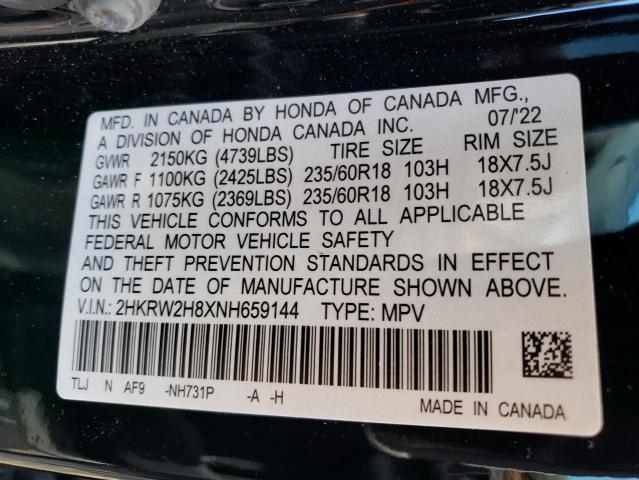 MFD. IN CANADA BY HONDA OF CANADA MFG.,
A DIVISION OF HONDA CANADA INC. 07/'22
GVWR 2150KG (4739LBS) TIRE SIZE RIM SIZE
GAWR F 1100KG (2425LBS) 235/60R18 103H 18X7.5J
GAWR R 1075KG (2369LBS) 235/60R18 103H 18X7.5J
THIS VEHICLE CONFORMS TO ALL APPLICABLE
FEDERAL MOTOR VEHICLE SAFETY
AND THEFT PREVENTION STANDARDS IN EFFECT
ON THE DATE OF MANUFACTURE SHOWN ABOVE.
V.I.N.: 2HKRW2H8XNH659144 TYPE: MPV
TLJ N AF9 -NH731P -A -H
MADE IN CANADA